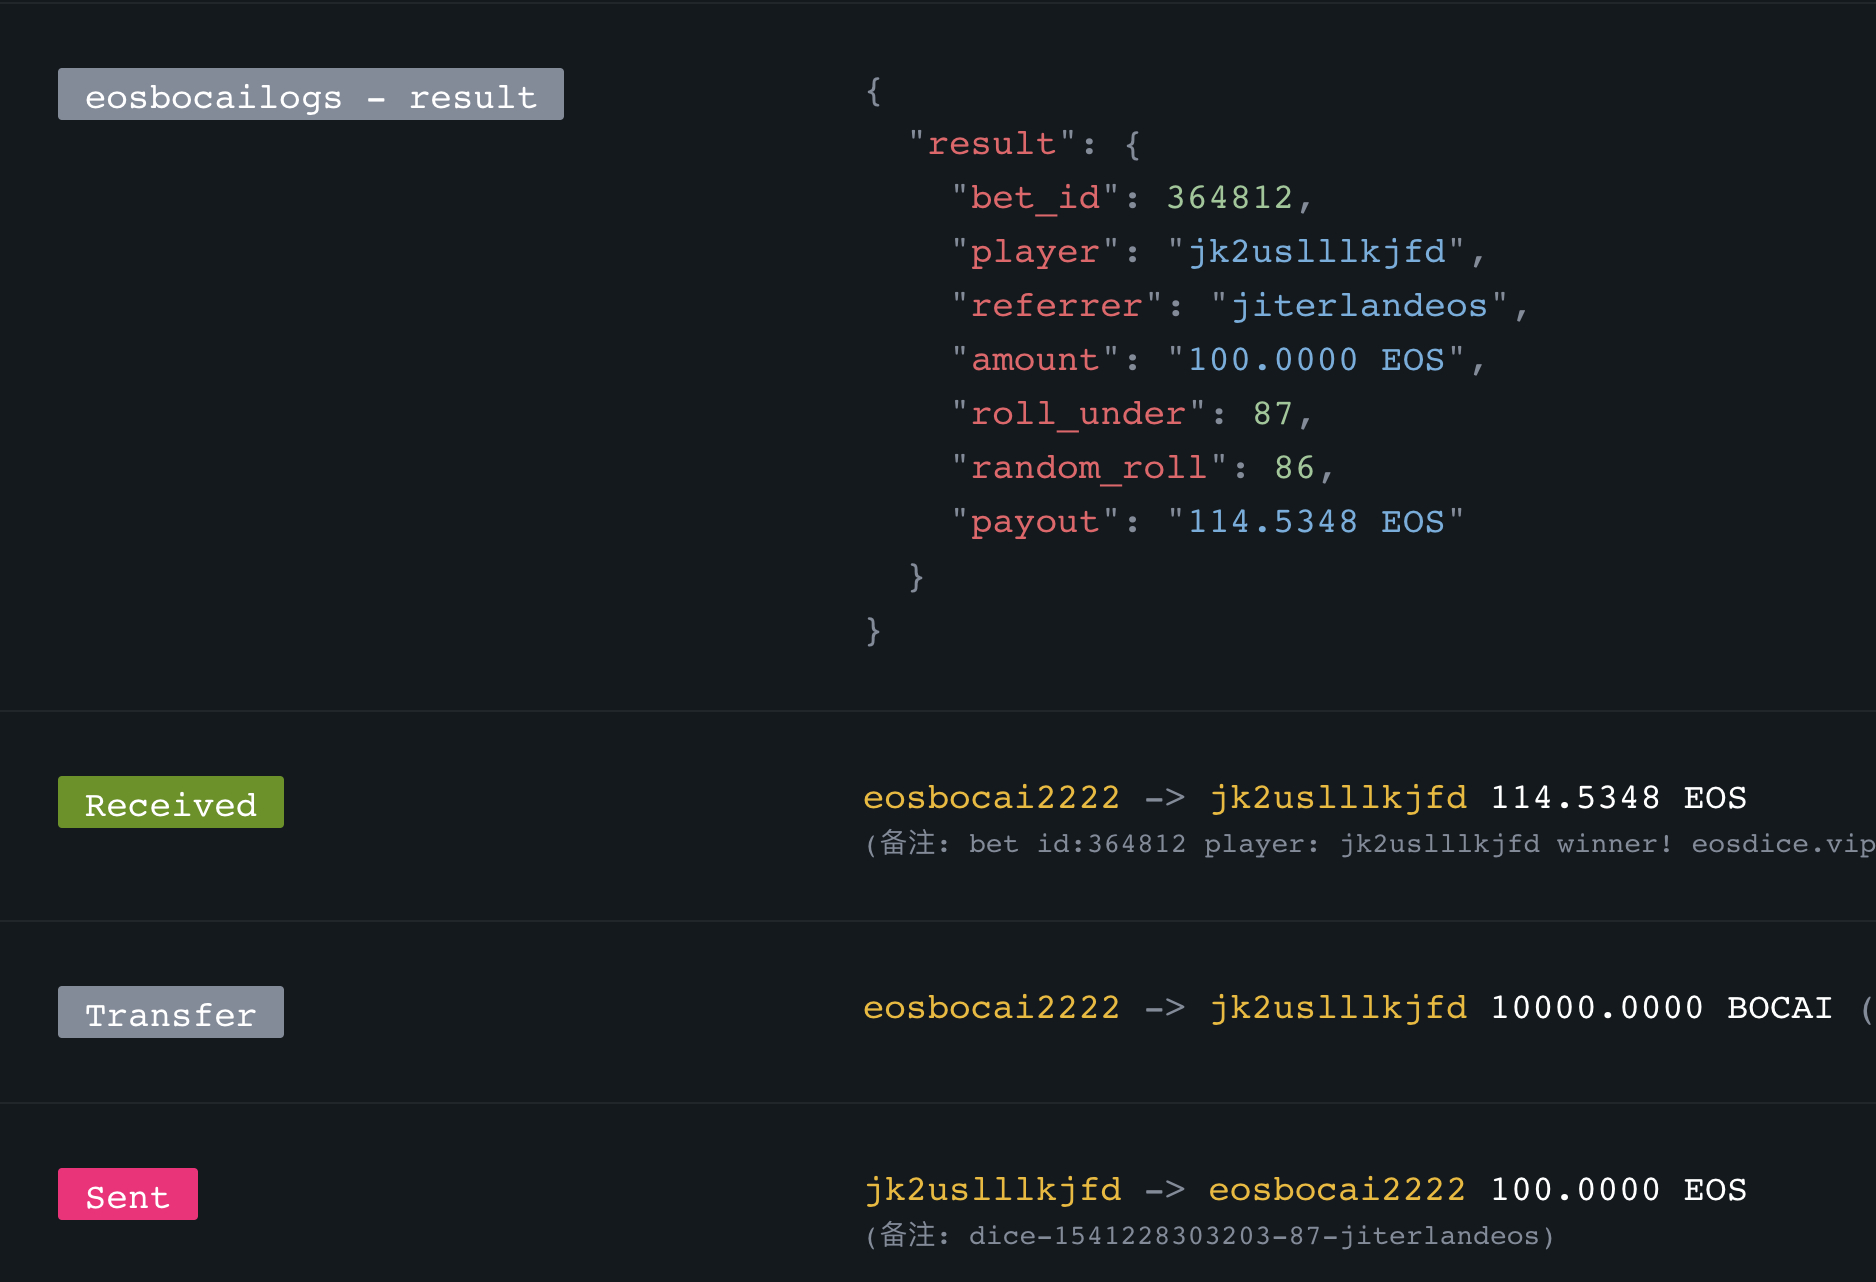 eosbocailogs - result
{
"result": {
"bet_id": 364812,
"player": "jk2uslllkjfd",
"referrer": "jiterlandeos",
"amount": "100.0000 EOS",
"roll_under": 87,
"random_roll": 86,
"payout": "114.5348 EOS"
}
}
Received
eosbocai2222 -> jk2uslllkjfd 114.5348 EOS
(备注: bet id:364812 player: jk2uslllkjfd winner! eosdice.vip
Transfer
eosbocai2222 -> jk2uslllkjfd 10000.0000 BOCAI (
Sent
jk2uslllkjfd -> eosbocai2222 100.0000 EOS
(备注: dice-1541228303203-87-jiterlandeos)